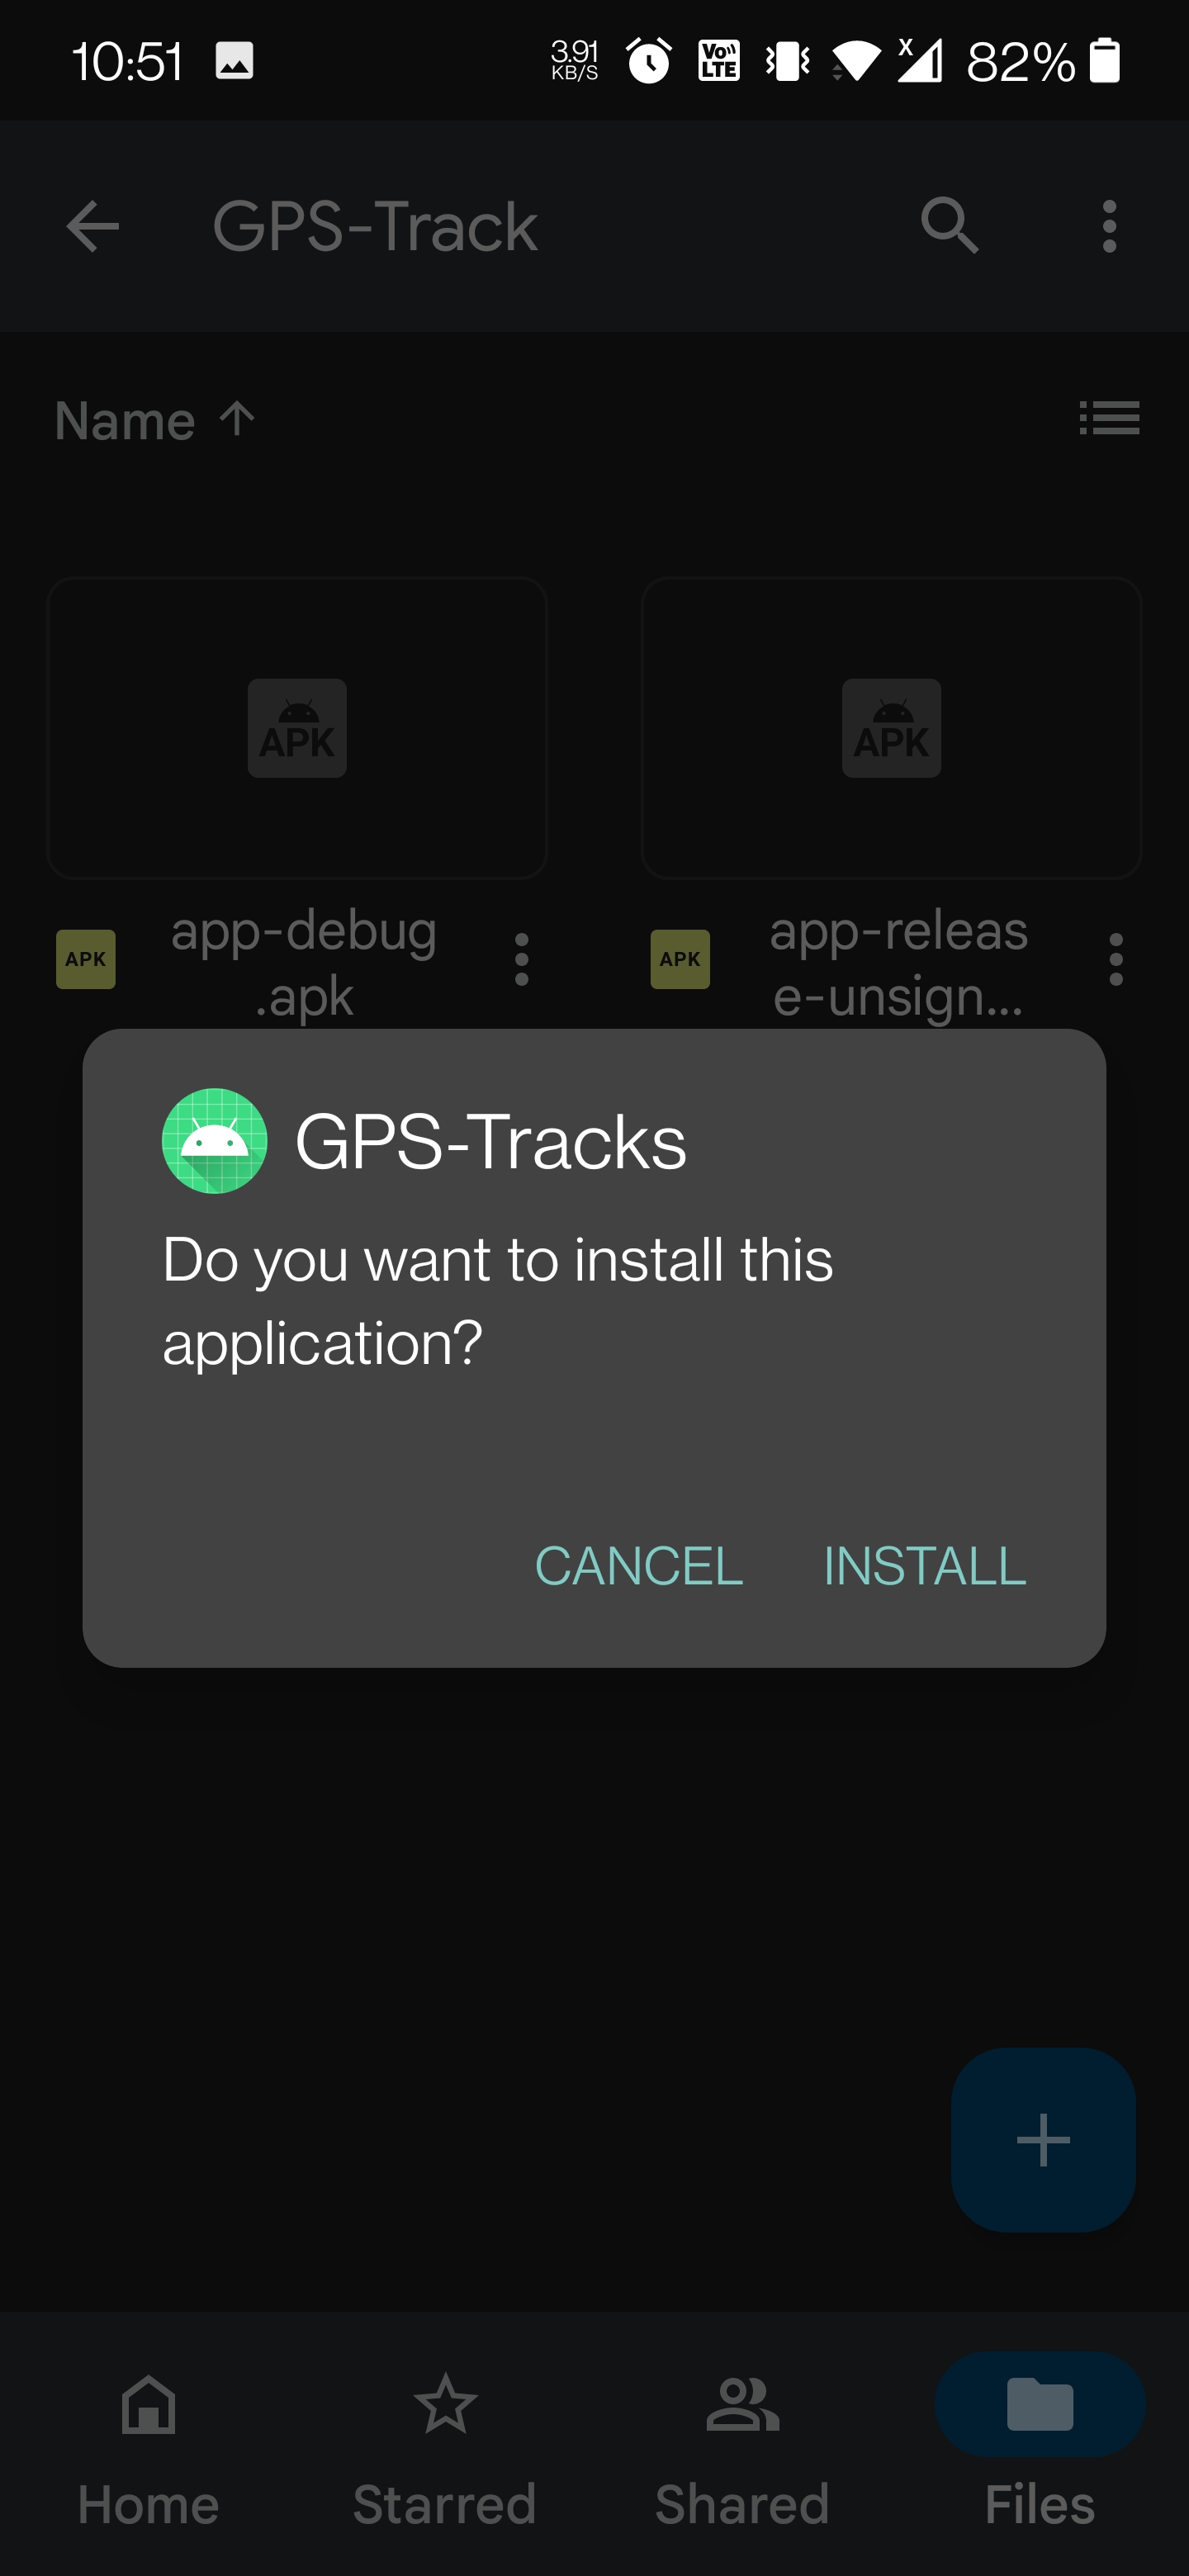 10:51
3.91
KB/S
Vo))
LTE
X
82%
GPS-Track
Name
APK
APK
APK
app-debug
.apk
APK
app-releas
e-unsign...
GPS-Tracks
Do you want to install this
application?
CANCEL INSTALL
Home Starred Shared Files